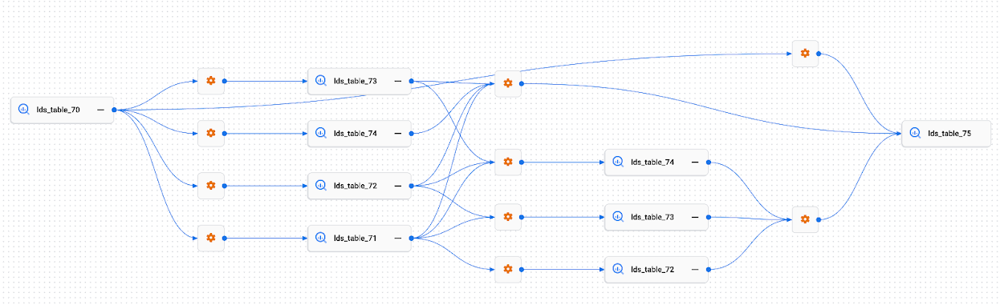 lds_table_70
lds_table_73
lds_table_74
lds_table_72
lds_table_71
lds_table_74
lds_table_73
lds_table_72
lds_table_75